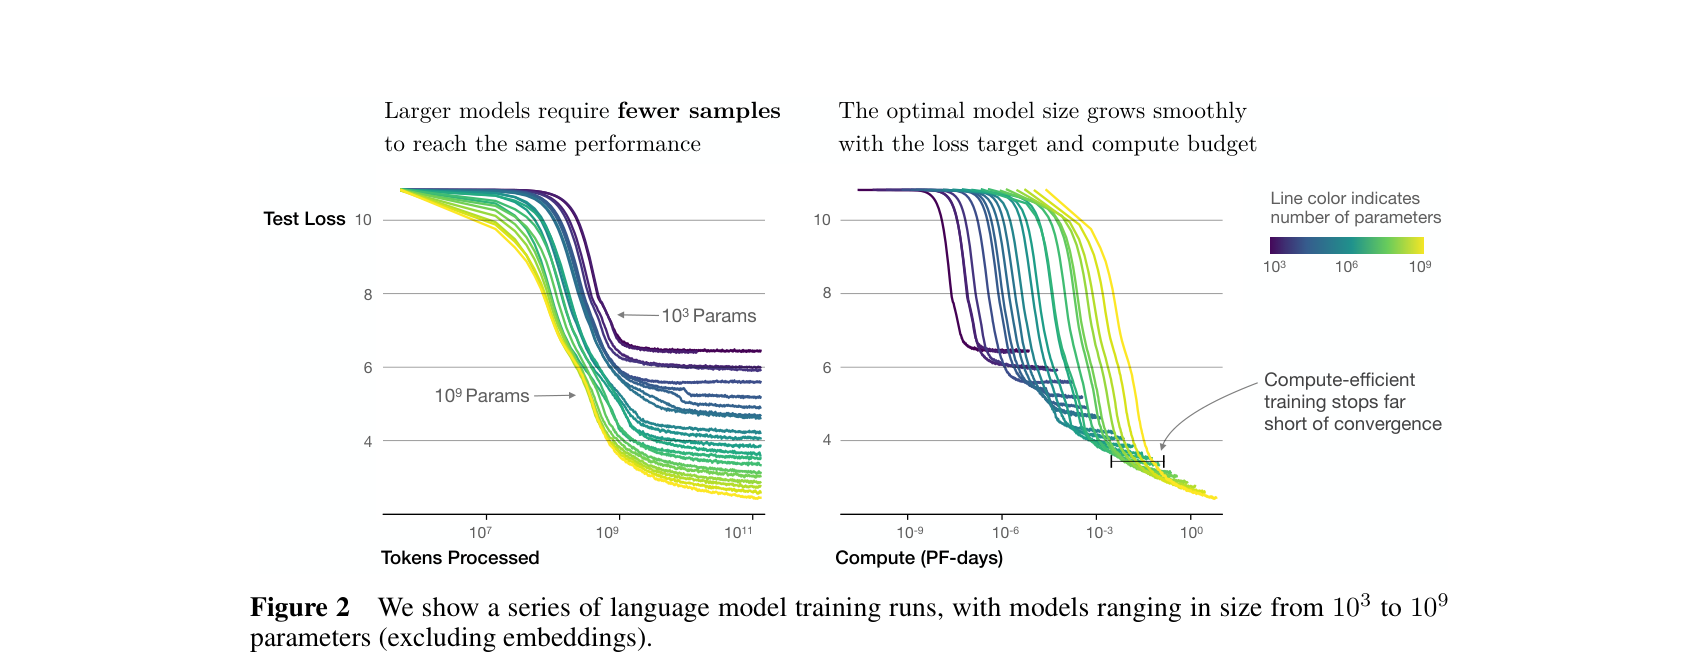 Larger models require fewer samples
to reach the same performance
The optimal model size grows smoothly
with the loss target and compute budget
Test Loss
10
8
6
4
10³ Params
10⁹ Params
10⁷
10⁹
10¹¹
Tokens Processed
10
8
6
4
10⁻⁹
10⁻⁶
10⁻³
10⁰
Compute (PF-days)
Line color indicates
number of parameters
10³
10⁶
10⁹
Compute-efficient
training stops far
short of convergence
Figure 2 We show a series of language model training runs, with models ranging in size from 10³ to 10⁹
parameters (excluding embeddings).